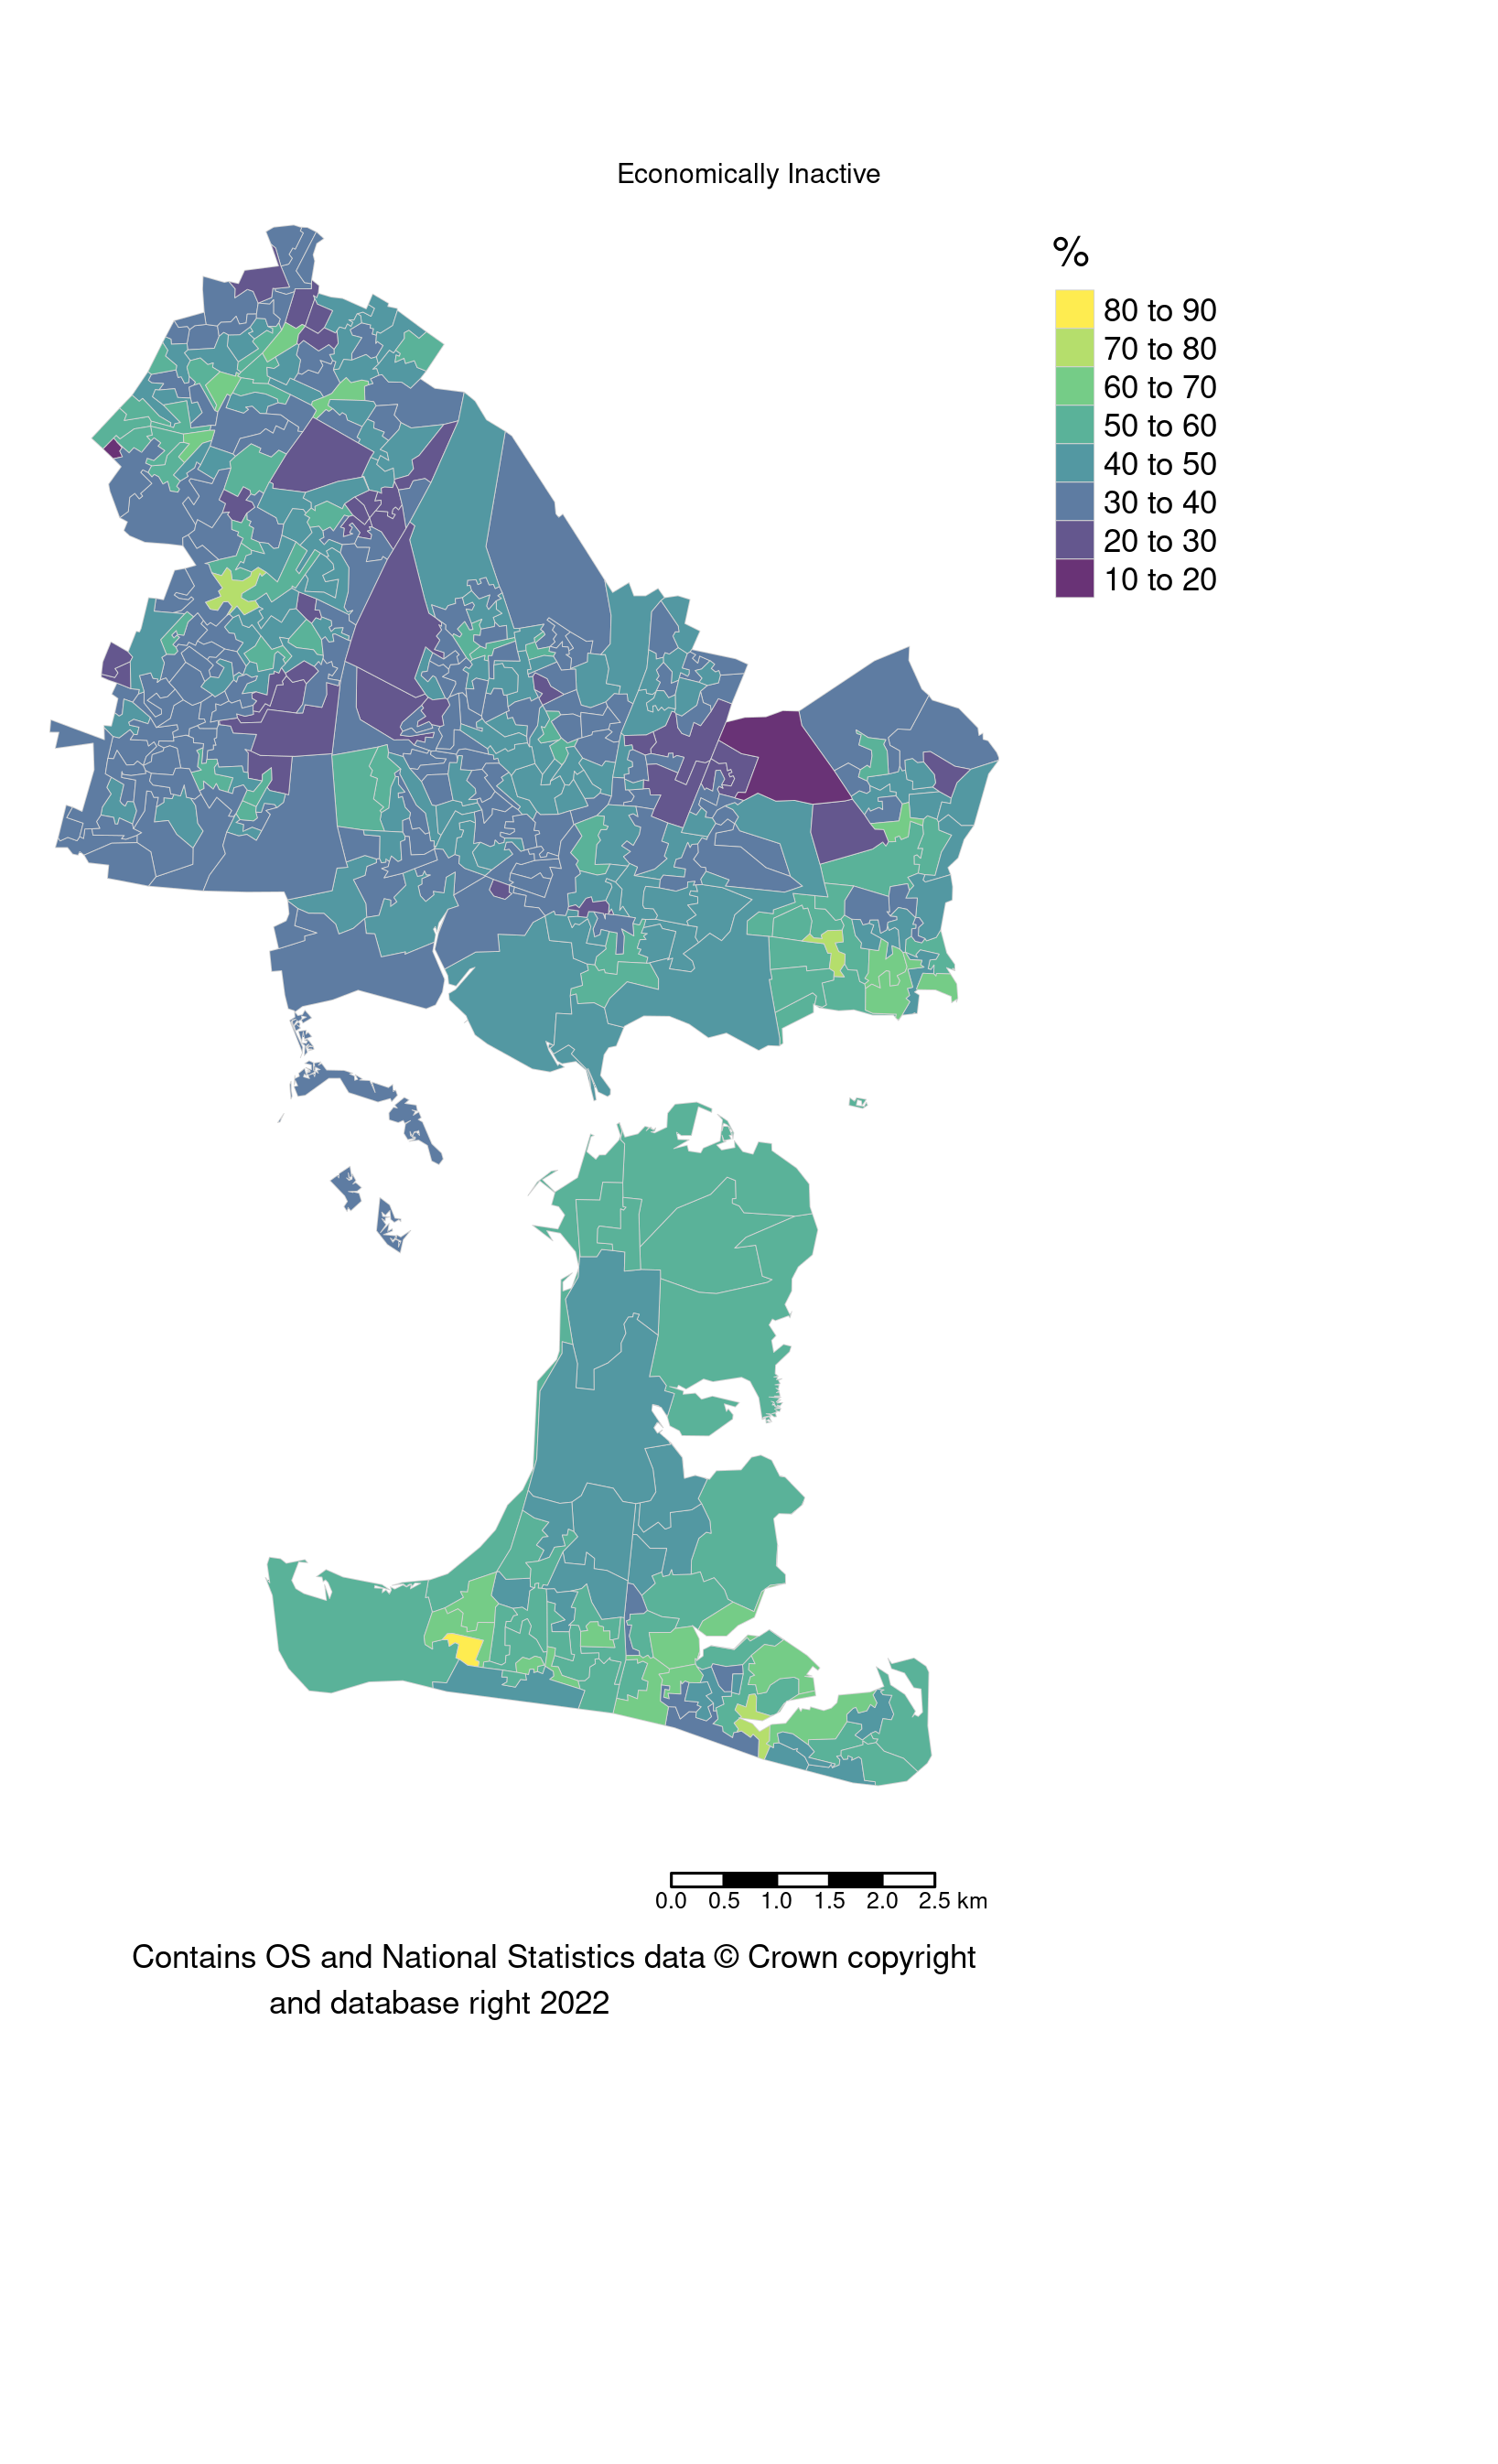 Economically Inactive
%
80 to 90
70 to 80
60 to 70
50 to 60
40 to 50
30 to 40
20 to 30
10 to 20
0.0 0.5 1.0 1.5 2.0 2.5 km
Contains OS and National Statistics data © Crown copyright
and database right 2022